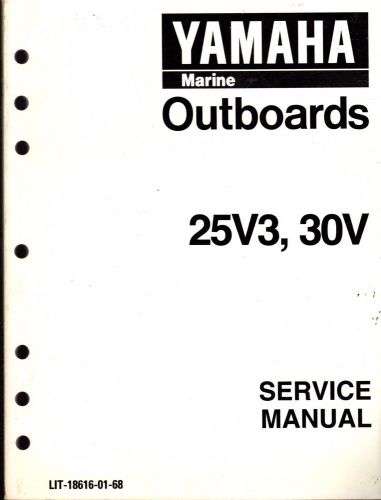 YAMAHA
Marine
Outboards
25V3, 30V
SERVICE
MANUAL
LIT-18616-01-68